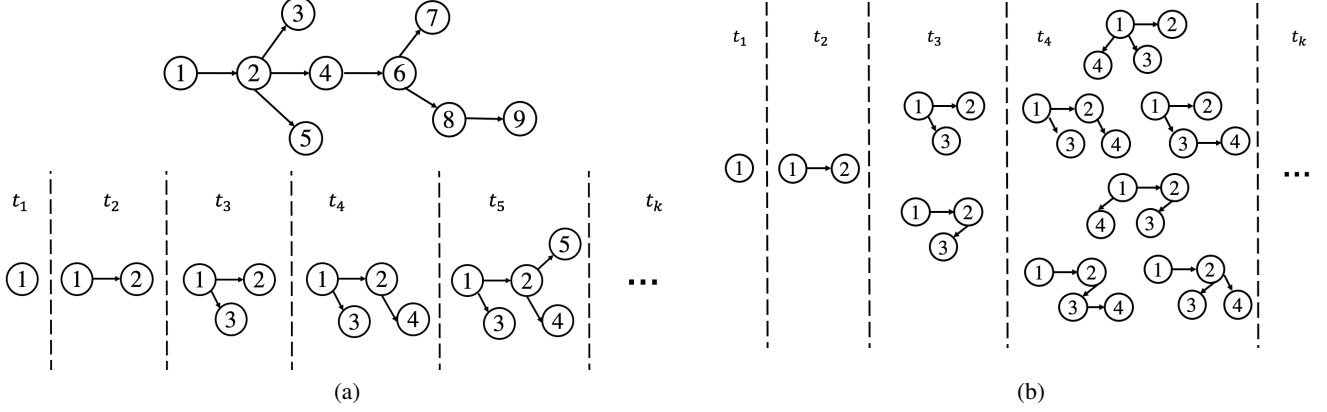 3
7
1 2 4 6
8 9
5
t₁ t₂ t₃ t₄ t₅ t_k
5
1 1 2 1 2 1 2 1 2 ...
3 3 4 3 4
(a)
t₁ t₂ t₃ t₄ t_k
1 2
4 3
1 2 1 2 1 2
3 3 4 3 4
1 1 2 ...
1 2 1 2
3 4 3
1 2 1 2
3 4 3 4
(b)